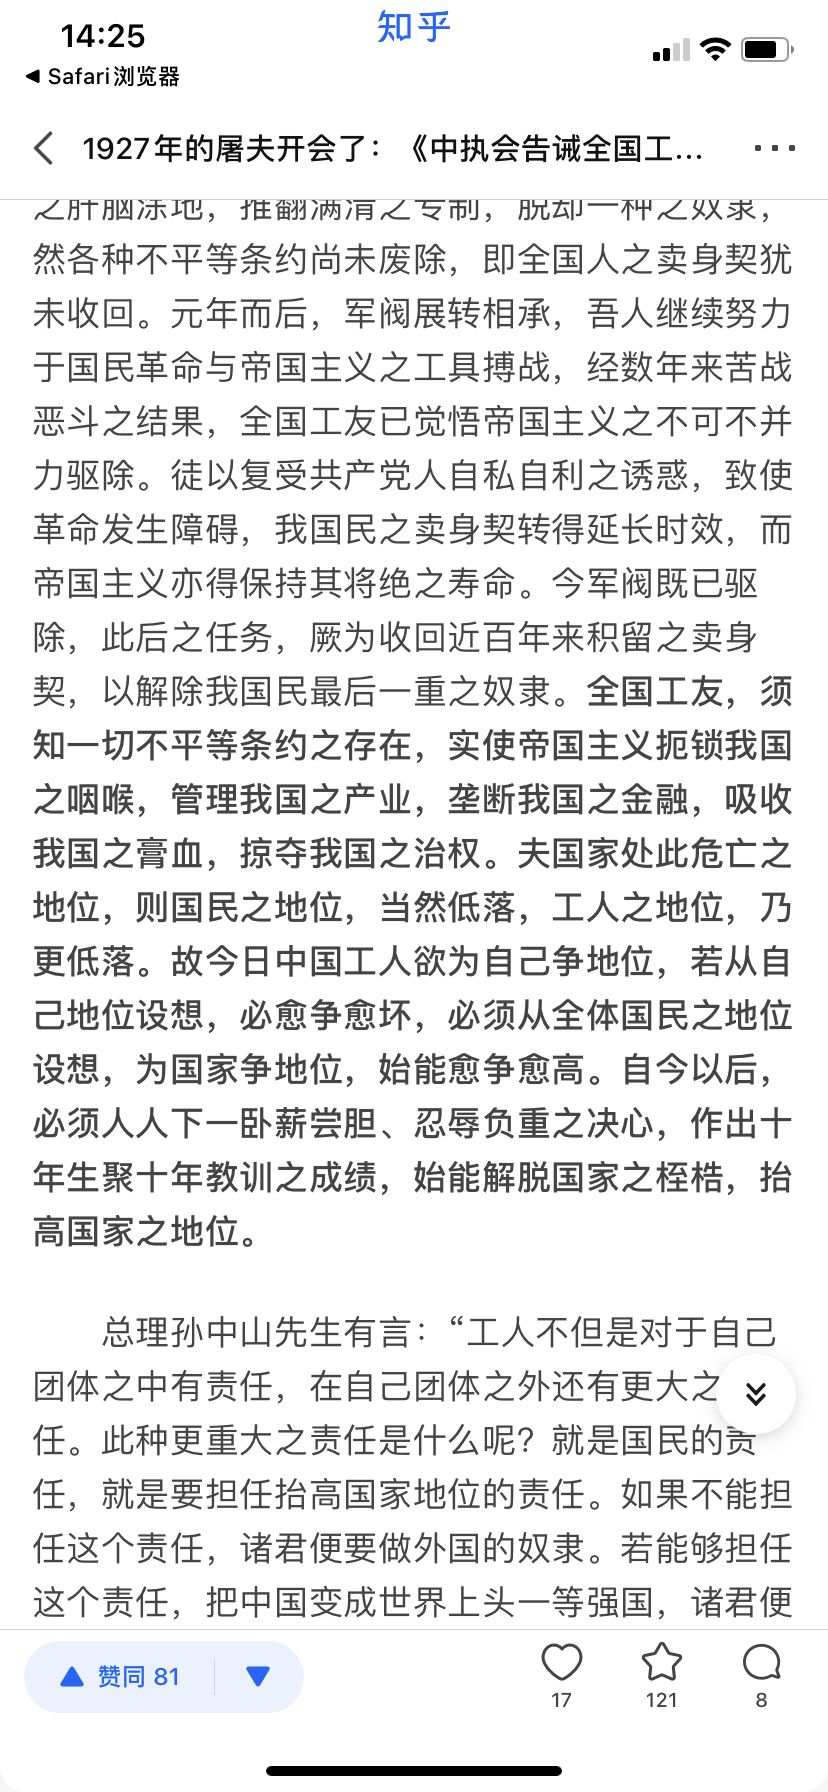 14:25
知乎
◀ Safari浏览器
1927年的屠夫开会了：《中执会告诫全国工...
之肝脑涂地，推翻满清之专制，脱却一种之奴隶，
然各种不平等条约尚未废除，即全国人之卖身契犹
未收回。元年而后，军阀展转相承，吾人继续努力
于国民革命与帝国主义之工具搏战，经数年来苦战
恶斗之结果，全国工友已觉悟帝国主义之不可不并
力驱除。徒以复受共产党人自私自利之诱惑，致使
革命发生障碍，我国民之卖身契转得延长时效，而
帝国主义亦得保持其将绝之寿命。今军阀既已驱
除，此后之任务，厥为收回近百年来积留之卖身
契，以解除我国民最后一重之奴隶。全国工友，须
知一切不平等条约之存在，实使帝国主义扼锁我国
之咽喉，管理我国之产业，垄断我国之金融，吸收
我国之膏血，掠夺我国之治权。夫国家处此危亡之
地位，则国民之地位，当然低落，工人之地位，乃
更低落。故今日中国工人欲为自己争地位，若从自
己地位设想，必愈争愈坏，必须从全体国民之地位
设想，为国家争地位，始能愈争愈高。自今以后，
必须人人下一卧薪尝胆、忍辱负重之决心，作出十
年生聚十年教训之成绩，始能解脱国家之桎梏，抬
高国家之地位。
总理孙中山先生有言：“工人不但是对于自己
团体之中有责任，在自己团体之外还有更大之
任。此种更重大之责任是什么呢？就是国民的责
任，就是要担任抬高国家地位的责任。如果不能担
任这个责任，诸君便要做外国的奴隶。若能够担任
这个责任，把中国变成世界上头一等强国，诸君便
赞同 81
17
121
8